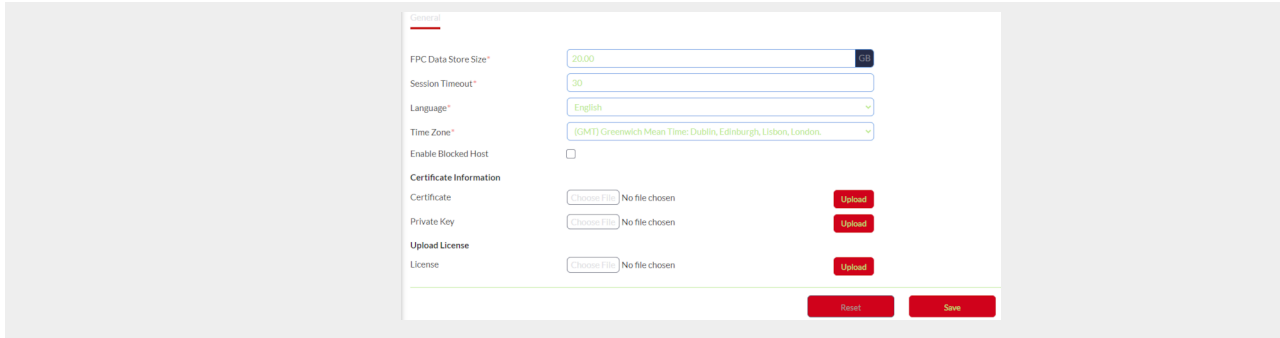 General
FPC Data Store Size* 20.00 GB
Session Timeout* 30
Language* English
Time Zone* (GMT) Greenwich Mean Time: Dublin, Edinburgh, Lisbon, London.
Enable Blocked Host
Certificate Information
Certificate Choose File No file chosen Upload
Private Key Choose File No file chosen Upload
Upload License
License Choose File No file chosen Upload
Reset Save